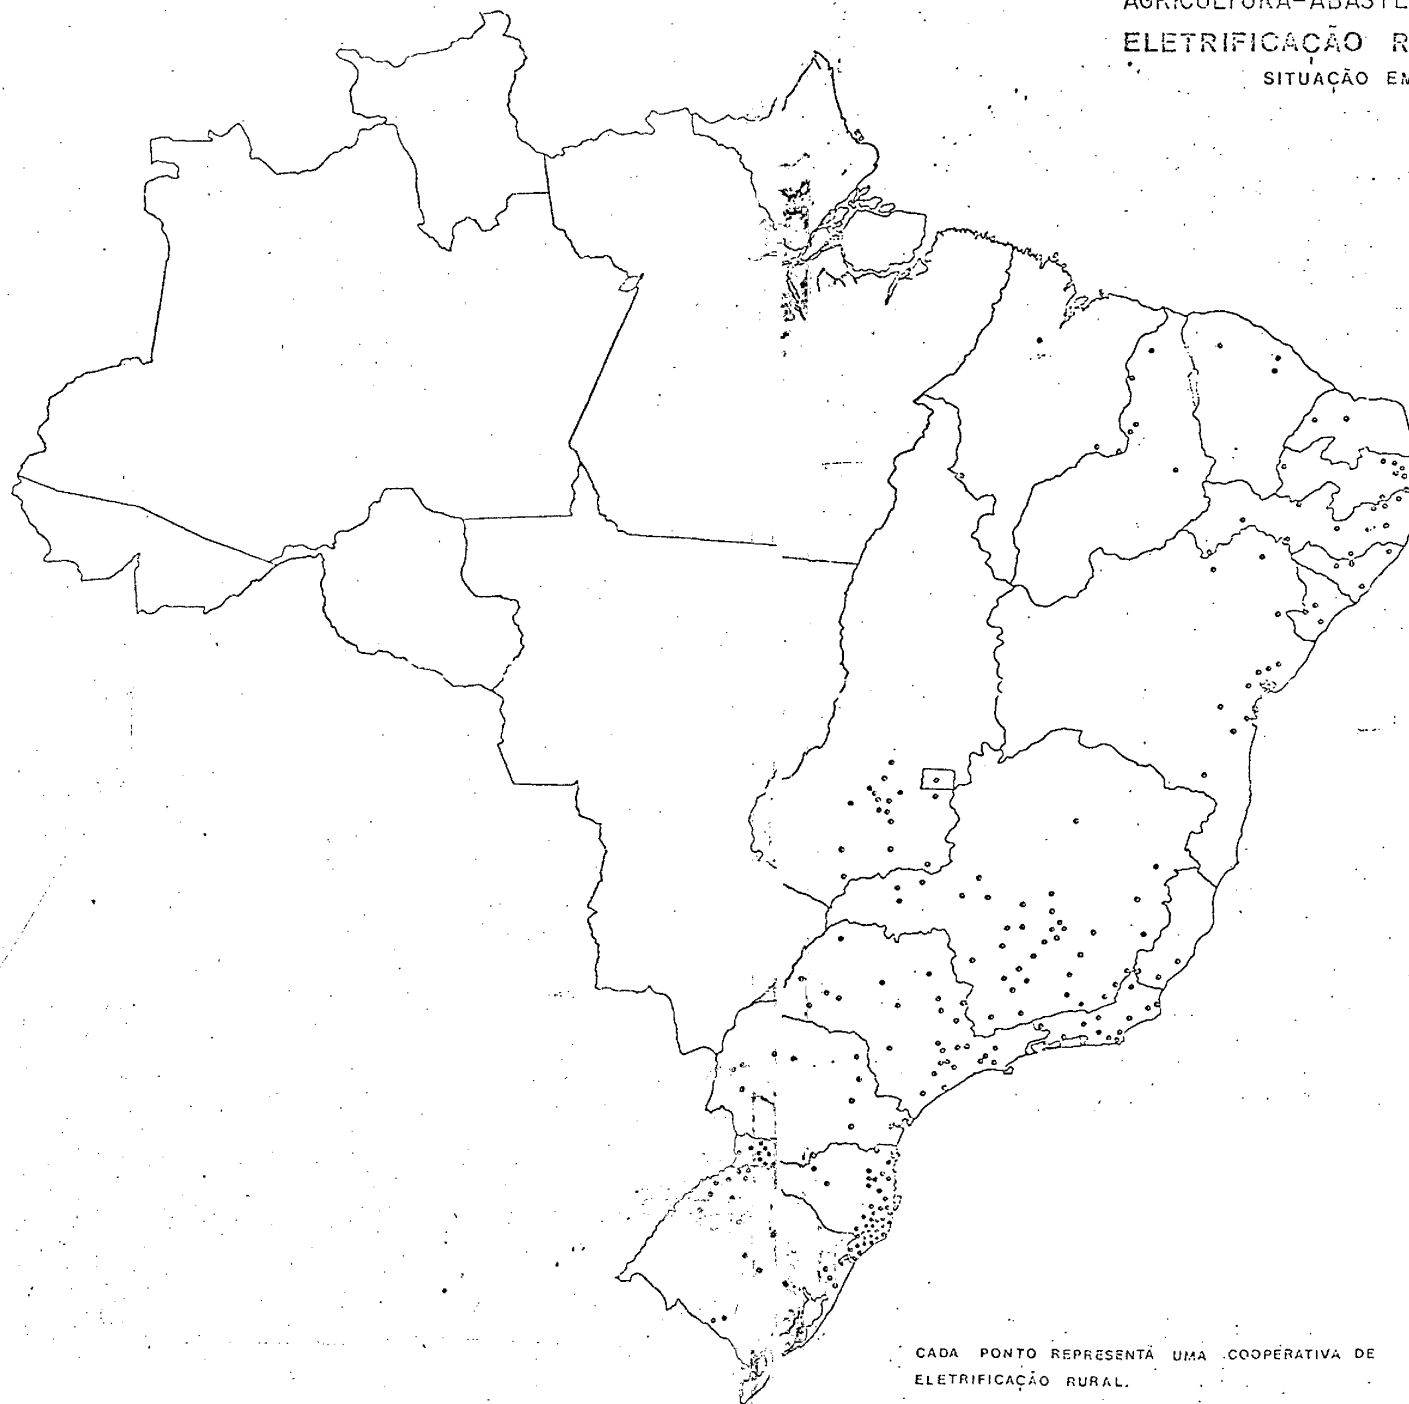 AGRICULTURA-ABASTE
ELETRIFICAÇÃO R
SITUAÇÃO EM
CADA PONTO REPRESENTA UMA COOPERATIVA DE
ELETRIFICAÇÃO RURAL.